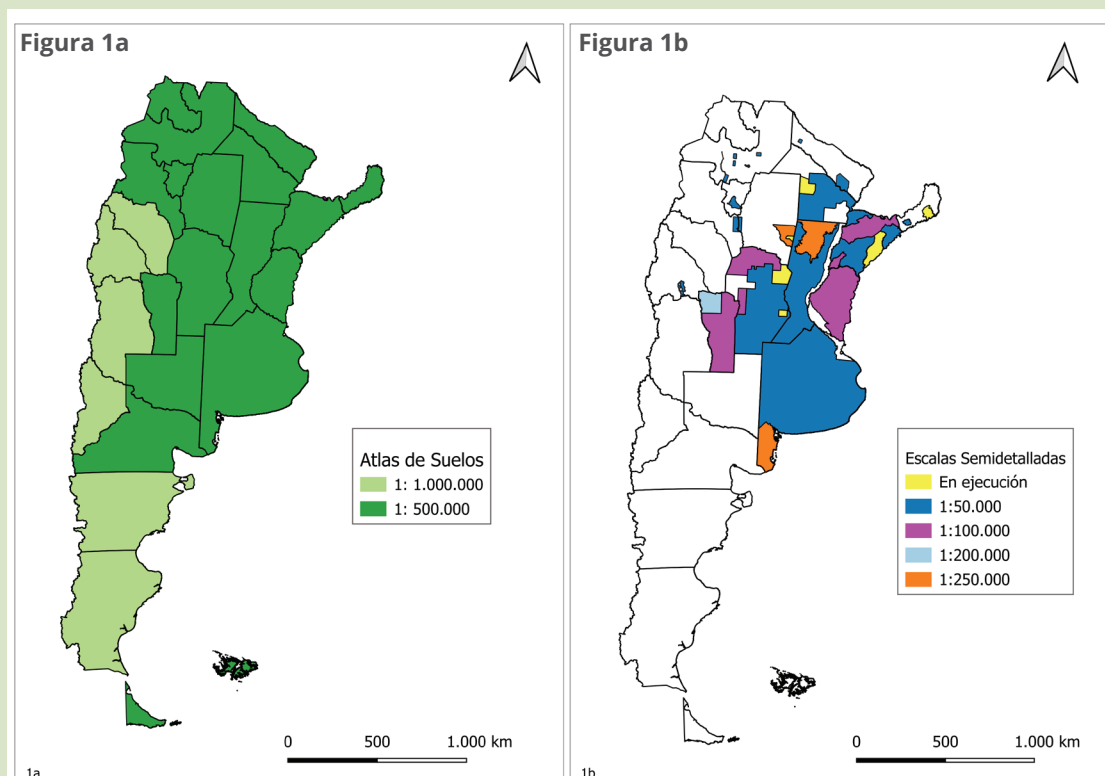 Figura 1a
Atlas de Suelos
1: 1.000.000
1: 500.000
0 500 1.000 km
1a
Figura 1b
Escalas Semidetalladas
En ejecución
1:50.000
1:100.000
1:200.000
1:250.000
0 500 1.000 km
1b